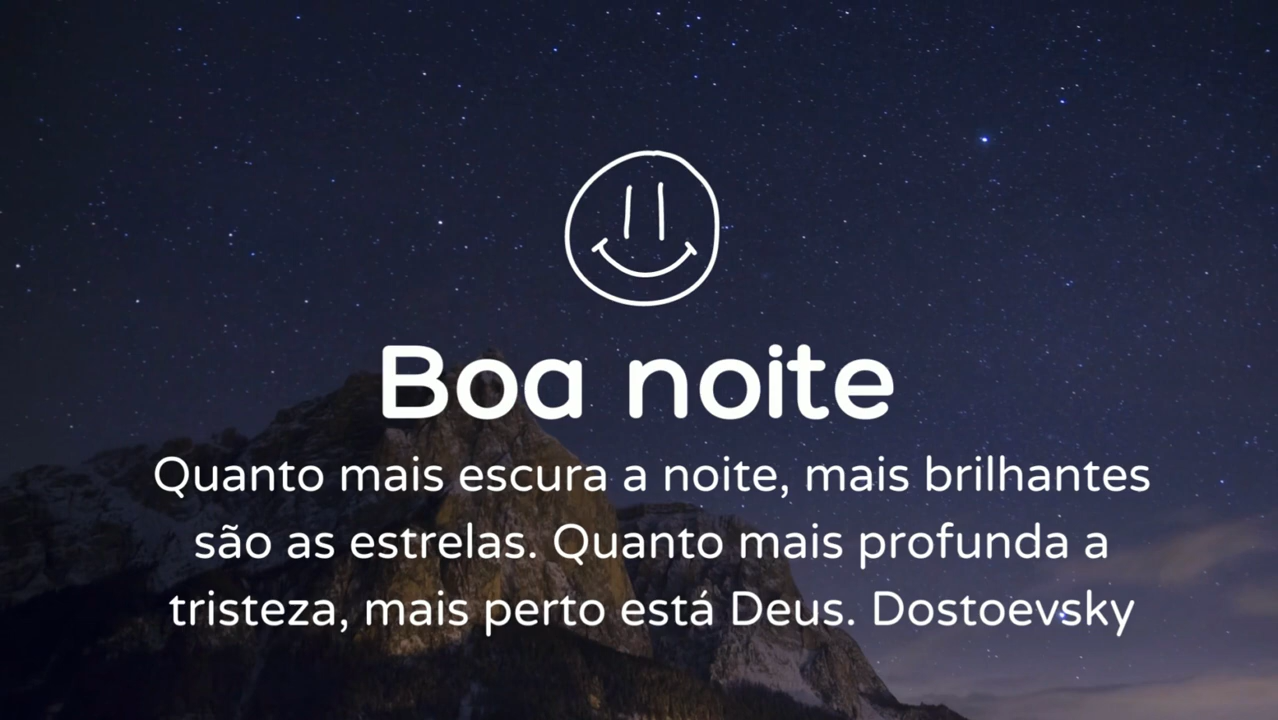 Boa noite
Quanto mais escura a noite, mais brilhantes
são as estrelas. Quanto mais profunda a
tristeza, mais perto está Deus. Dostoevsky